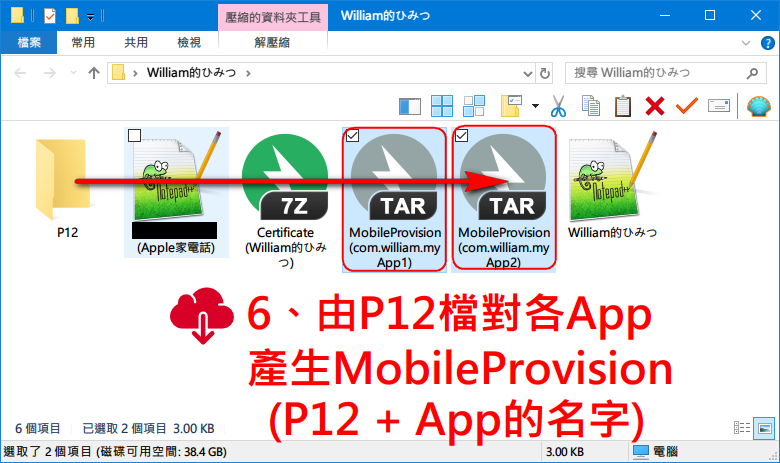 壓縮的資料夾工具
William的ひみつ
檔案
常用
共用
檢視
解壓縮
William的ひみつ
搜尋 William的ひみつ
Notepad++
7Z
TAR
TAR
Notepad++
P12
(Apple家電話)
Certificate
(William的ひみ
つ)
MobileProvision
(com.william.my
App1)
MobileProvision
(com.william.my
App2)
William的ひみつ
6、由P12檔對各App
產生MobileProvision
(P12 + App的名字)
6 個項目
已選取 2 個項目 3.00 KB
選取了 2 個項目 (磁碟可用空間: 38.4 GB)
3.00 KB
電腦